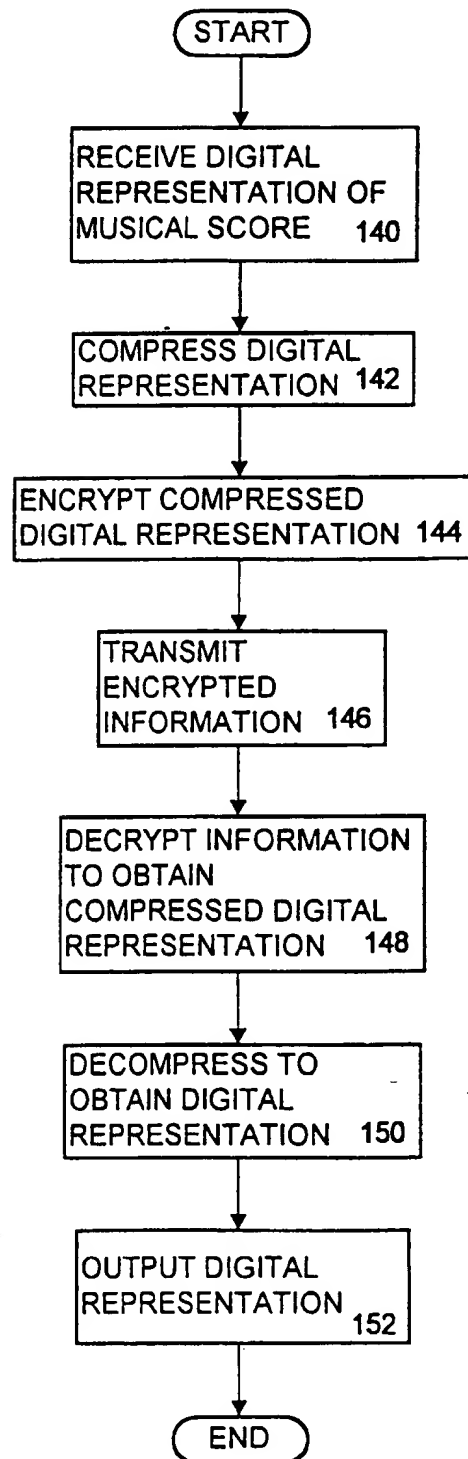 START
RECEIVE DIGITAL
REPRESENTATION OF
MUSICAL SCORE 140
COMPRESS DIGITAL
REPRESENTATION 142
ENCRYPT COMPRESSED
DIGITAL REPRESENTATION 144
TRANSMIT
ENCRYPTED
INFORMATION 146
DECRYPT INFORMATION
TO OBTAIN
COMPRESSED DIGITAL
REPRESENTATION 148
DECOMPRESS TO
OBTAIN DIGITAL
REPRESENTATION 150
OUTPUT DIGITAL
REPRESENTATION
152
END